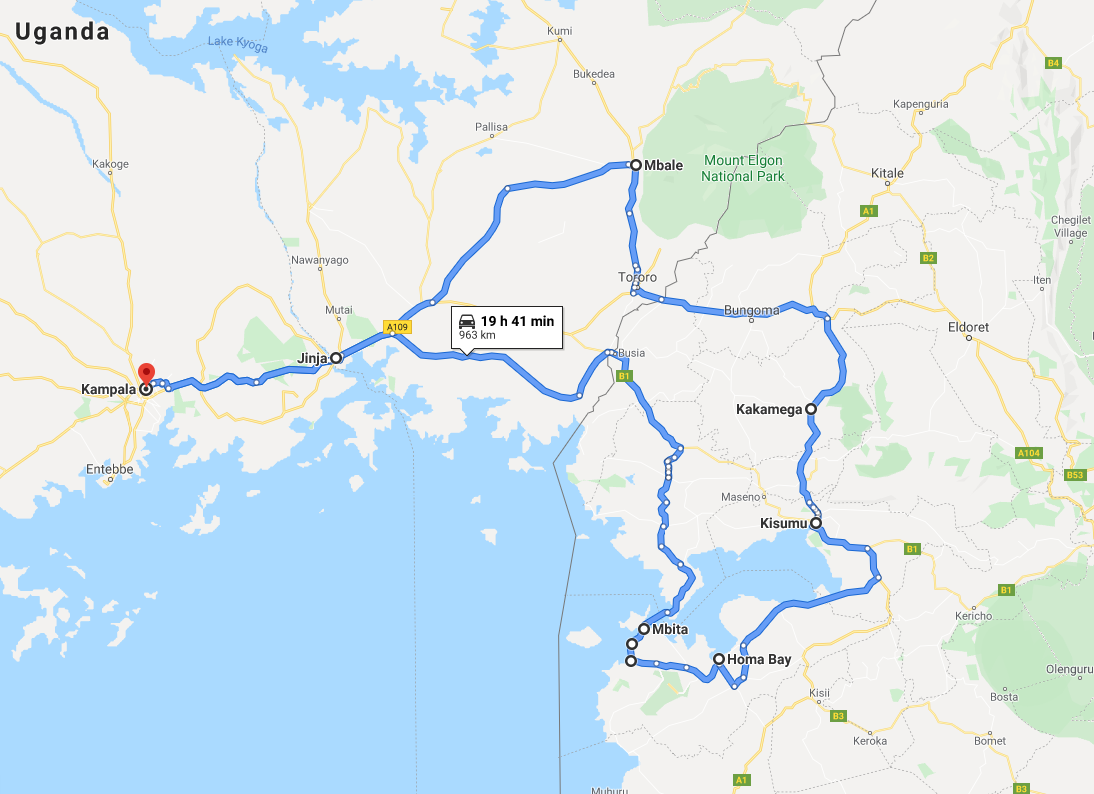 Uganda
Kumi
Lake Kyoga
B4
Bukedea
Kapenguria
Pallisa
Kakoge
Mbale
Mount Elgon
National Park
Kitale
A1
Chegilet
Village
Nawanyago
B2
Tororo
Iten
Mutai
Bungoma
A109
19 h 41 min
963 km
Eldoret
Jinja
Busia
B1
Kampala
Kakamega
A104
Entebbe
B53
Maseno
Kisumu
B1
B1
Kericho
Mbita
Homa Bay
Olenguru
Kisii
Bosta
B3
Keroka
Bomet
A1
B3
Muhuru